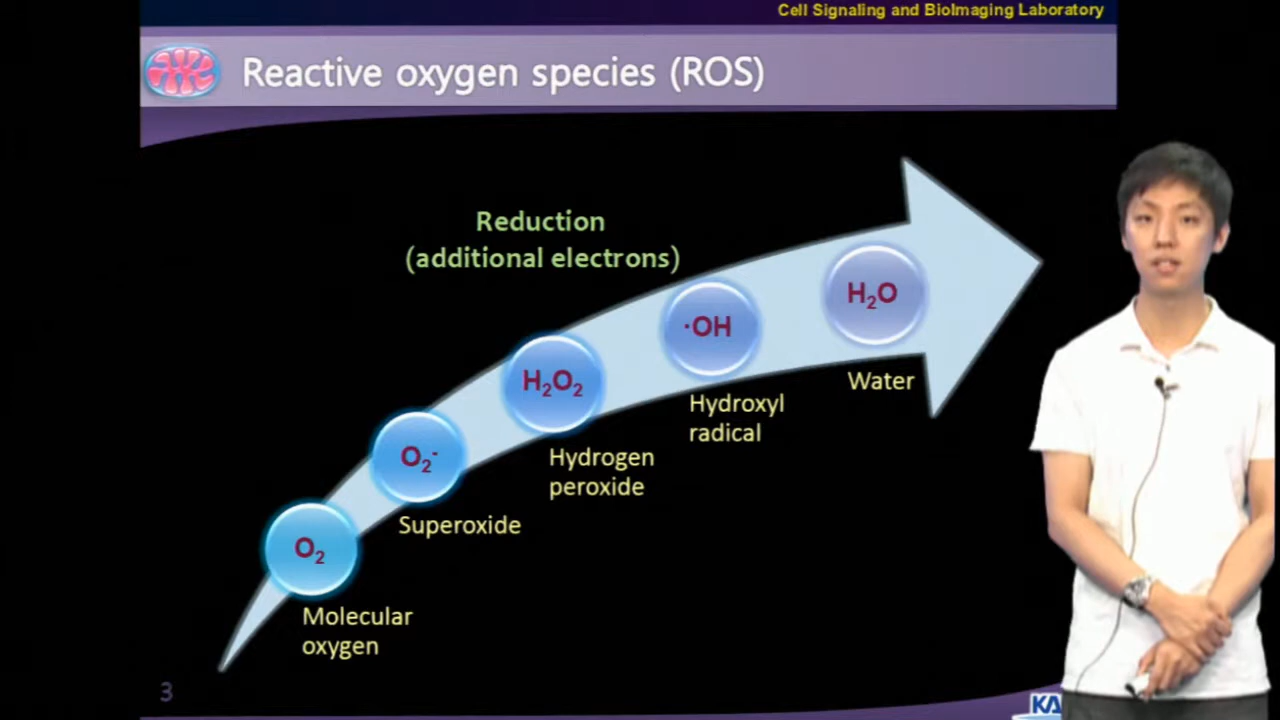 Cell Signaling and BioImaging Laboratory
Reactive oxygen species (ROS)
Reduction
(additional electrons)
H₂O
·OH
Water
H₂O₂
Hydroxyl
radical
O₂⁻
Hydrogen
peroxide
Superoxide
O₂
Molecular
oxygen
3
KA